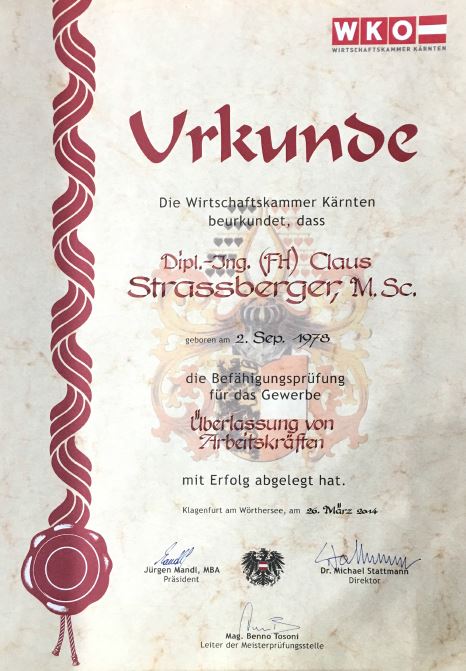 WKO
WIRTSCHAFTSKAMMER KÄRNTEN
Urkunde
Die Wirtschaftskammer Kärnten
beurkundet, dass
Dipl.-Ing. (FH) Claus
Strassberger, M.Sc.
geboren am 2. Sep. 1978
die Befähigungsprüfung
für das Gewerbe
Überlassung von
Arbeitskräften
mit Erfolg abgelegt hat.
Klagenfurt am Wörthersee, am 26. März 2014
Jürgen Mandl, MBA
Präsident
Dr. Michael Stattmann
Direktor
Mag. Benno Tosoni
Leiter der Meisterprüfungsstelle